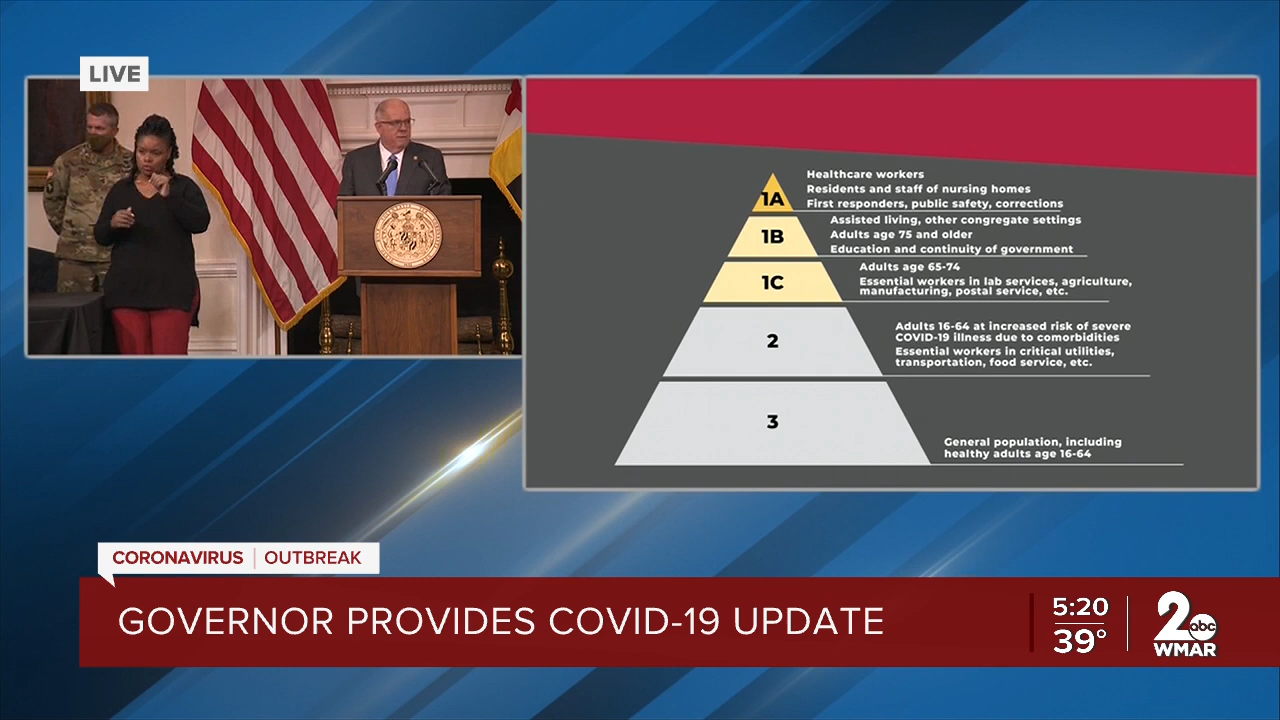 LIVE
1A
Healthcare workers
Residents and staff of nursing homes
First responders, public safety, corrections
1B
Assisted living, other congregate settings
Adults age 75 and older
Education and continuity of government
1C
Adults age 65-74
Essential workers in lab services, agriculture,
manufacturing, postal service, etc.
2
Adults 16-64 at increased risk of severe
COVID-19 illness due to comorbidities
Essential workers in critical utilities,
transportation, food service, etc.
3
General population, including
healthy adults age 16-64
CORONAVIRUS | OUTBREAK
GOVERNOR PROVIDES COVID-19 UPDATE
5:20
39°
2 abc
WMAR